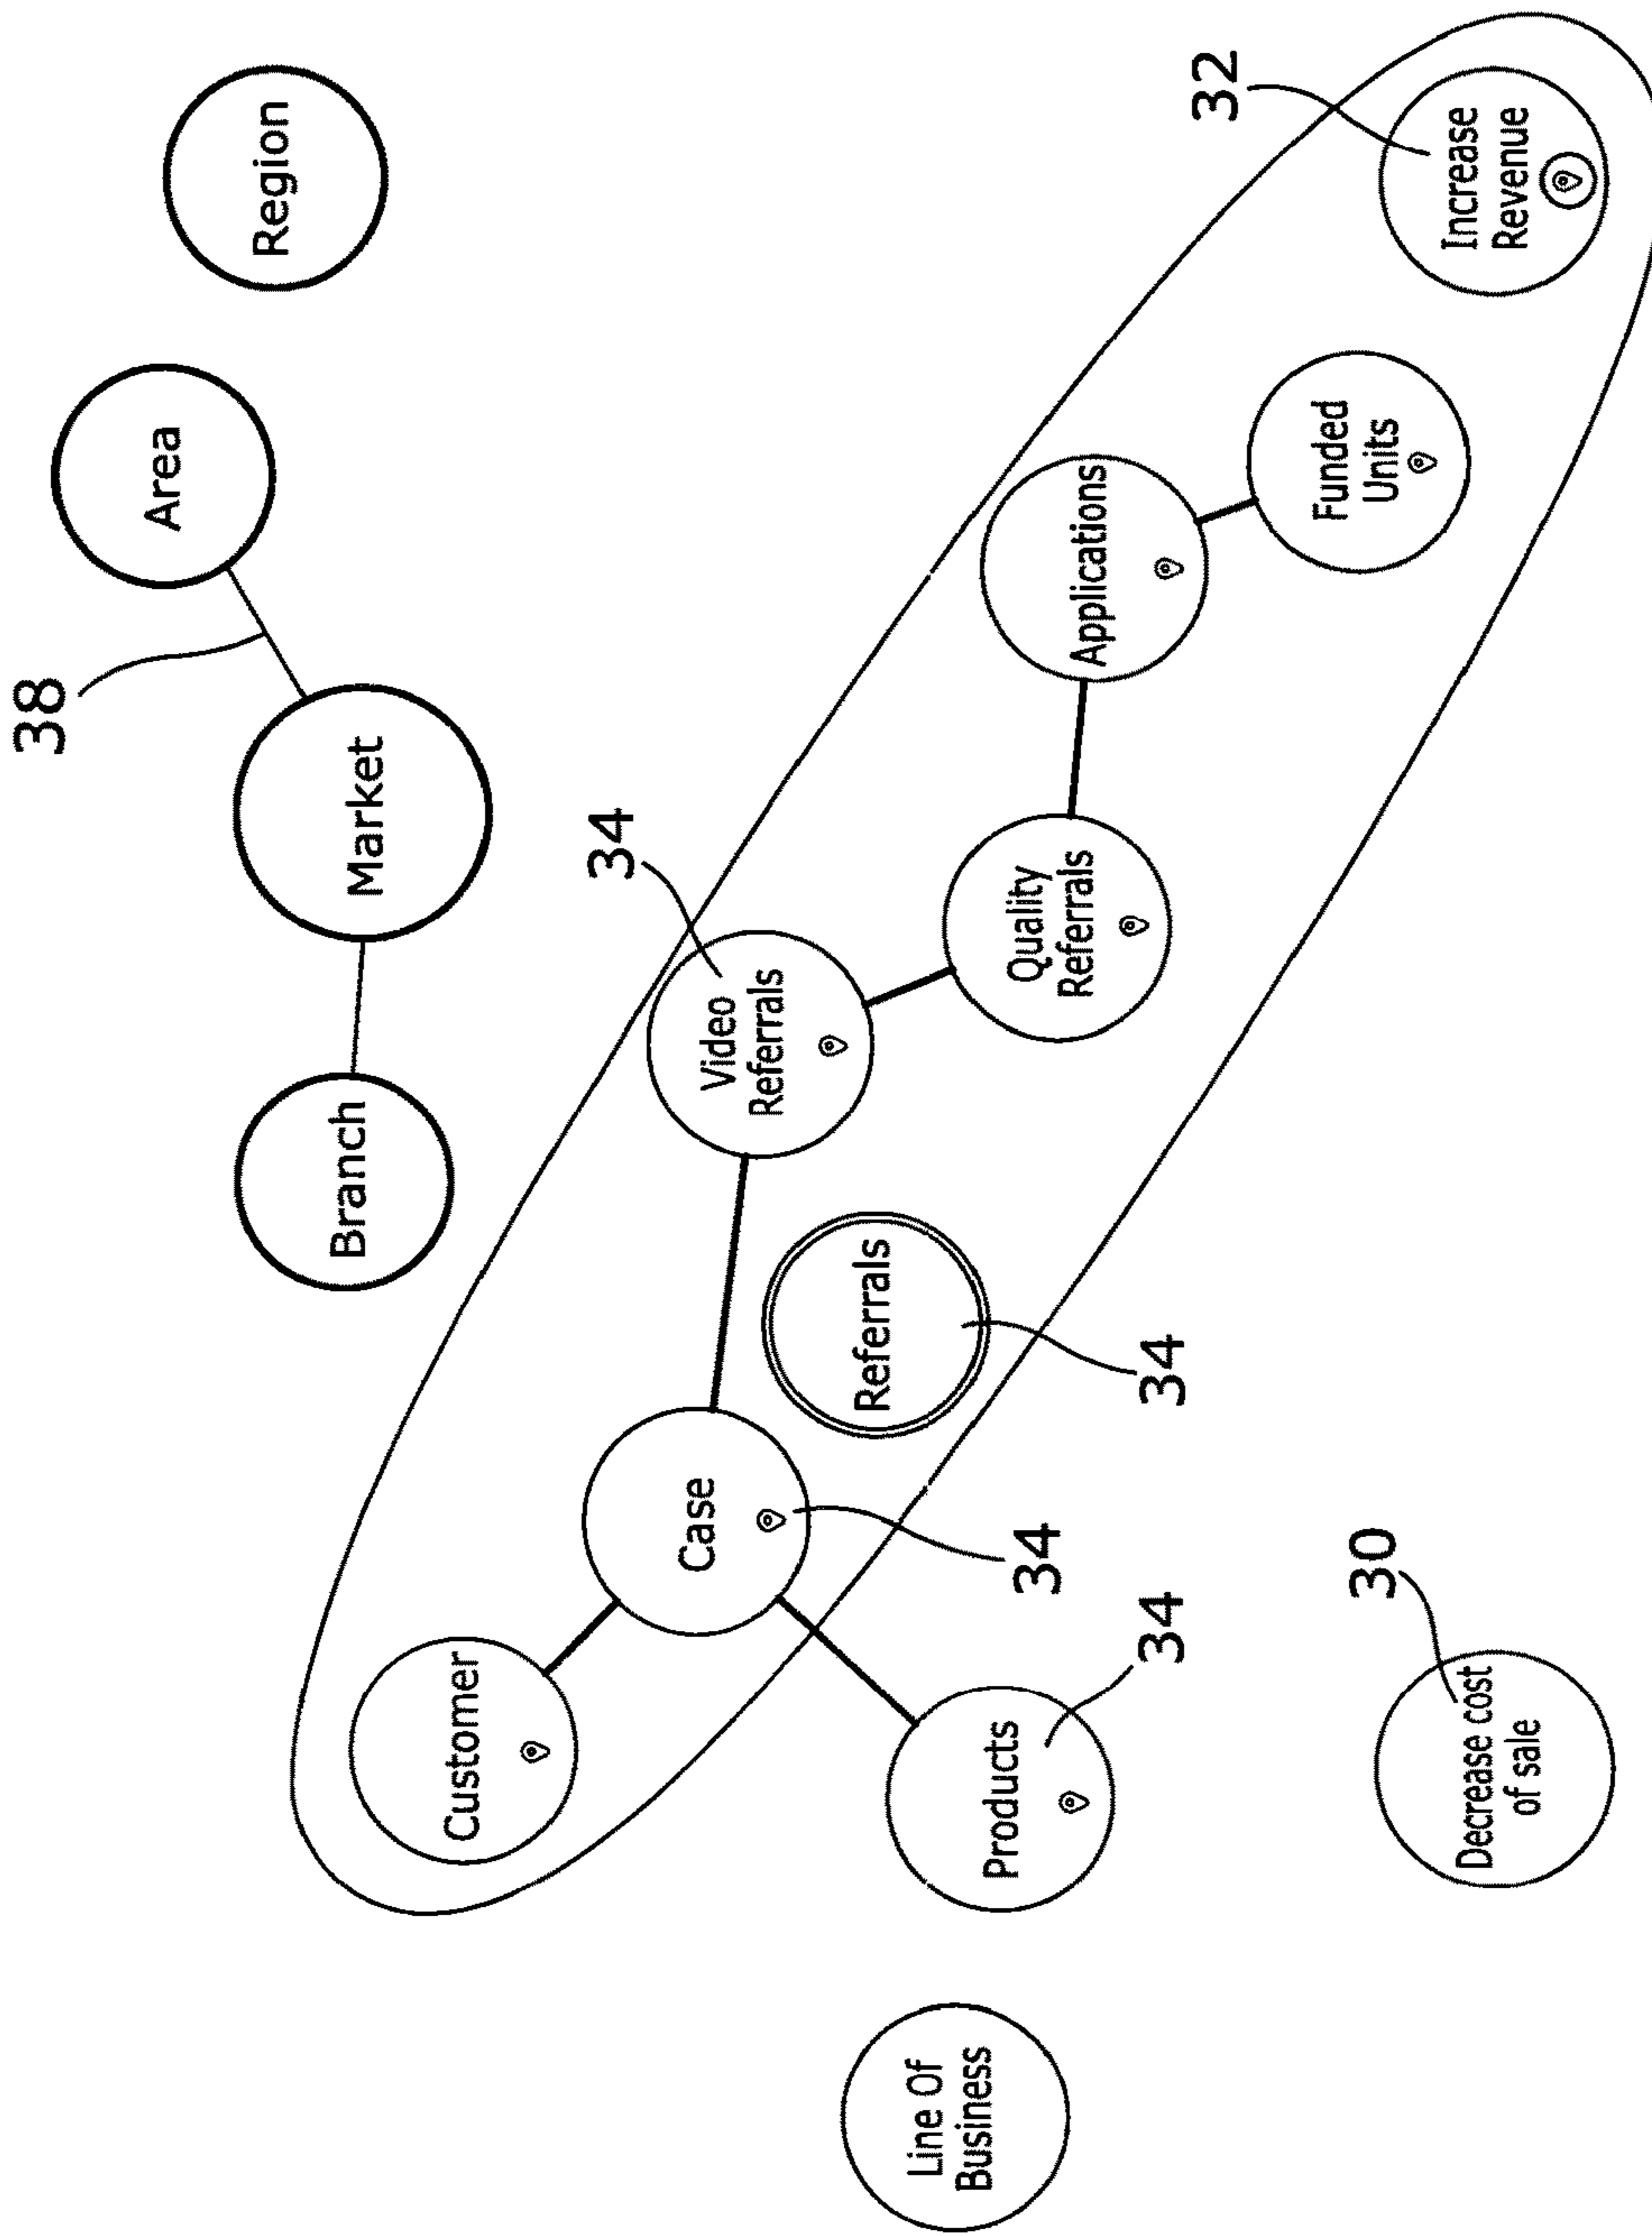 38
Branch
Market
Area
Region
34
Customer
Case
34
Referrals
34
Video
Referrals
Quality
Referrals
Applications
Funded
Units
32
Increase
Revenue
Line Of
Business
Products
34
Decrease cost
of sale
30